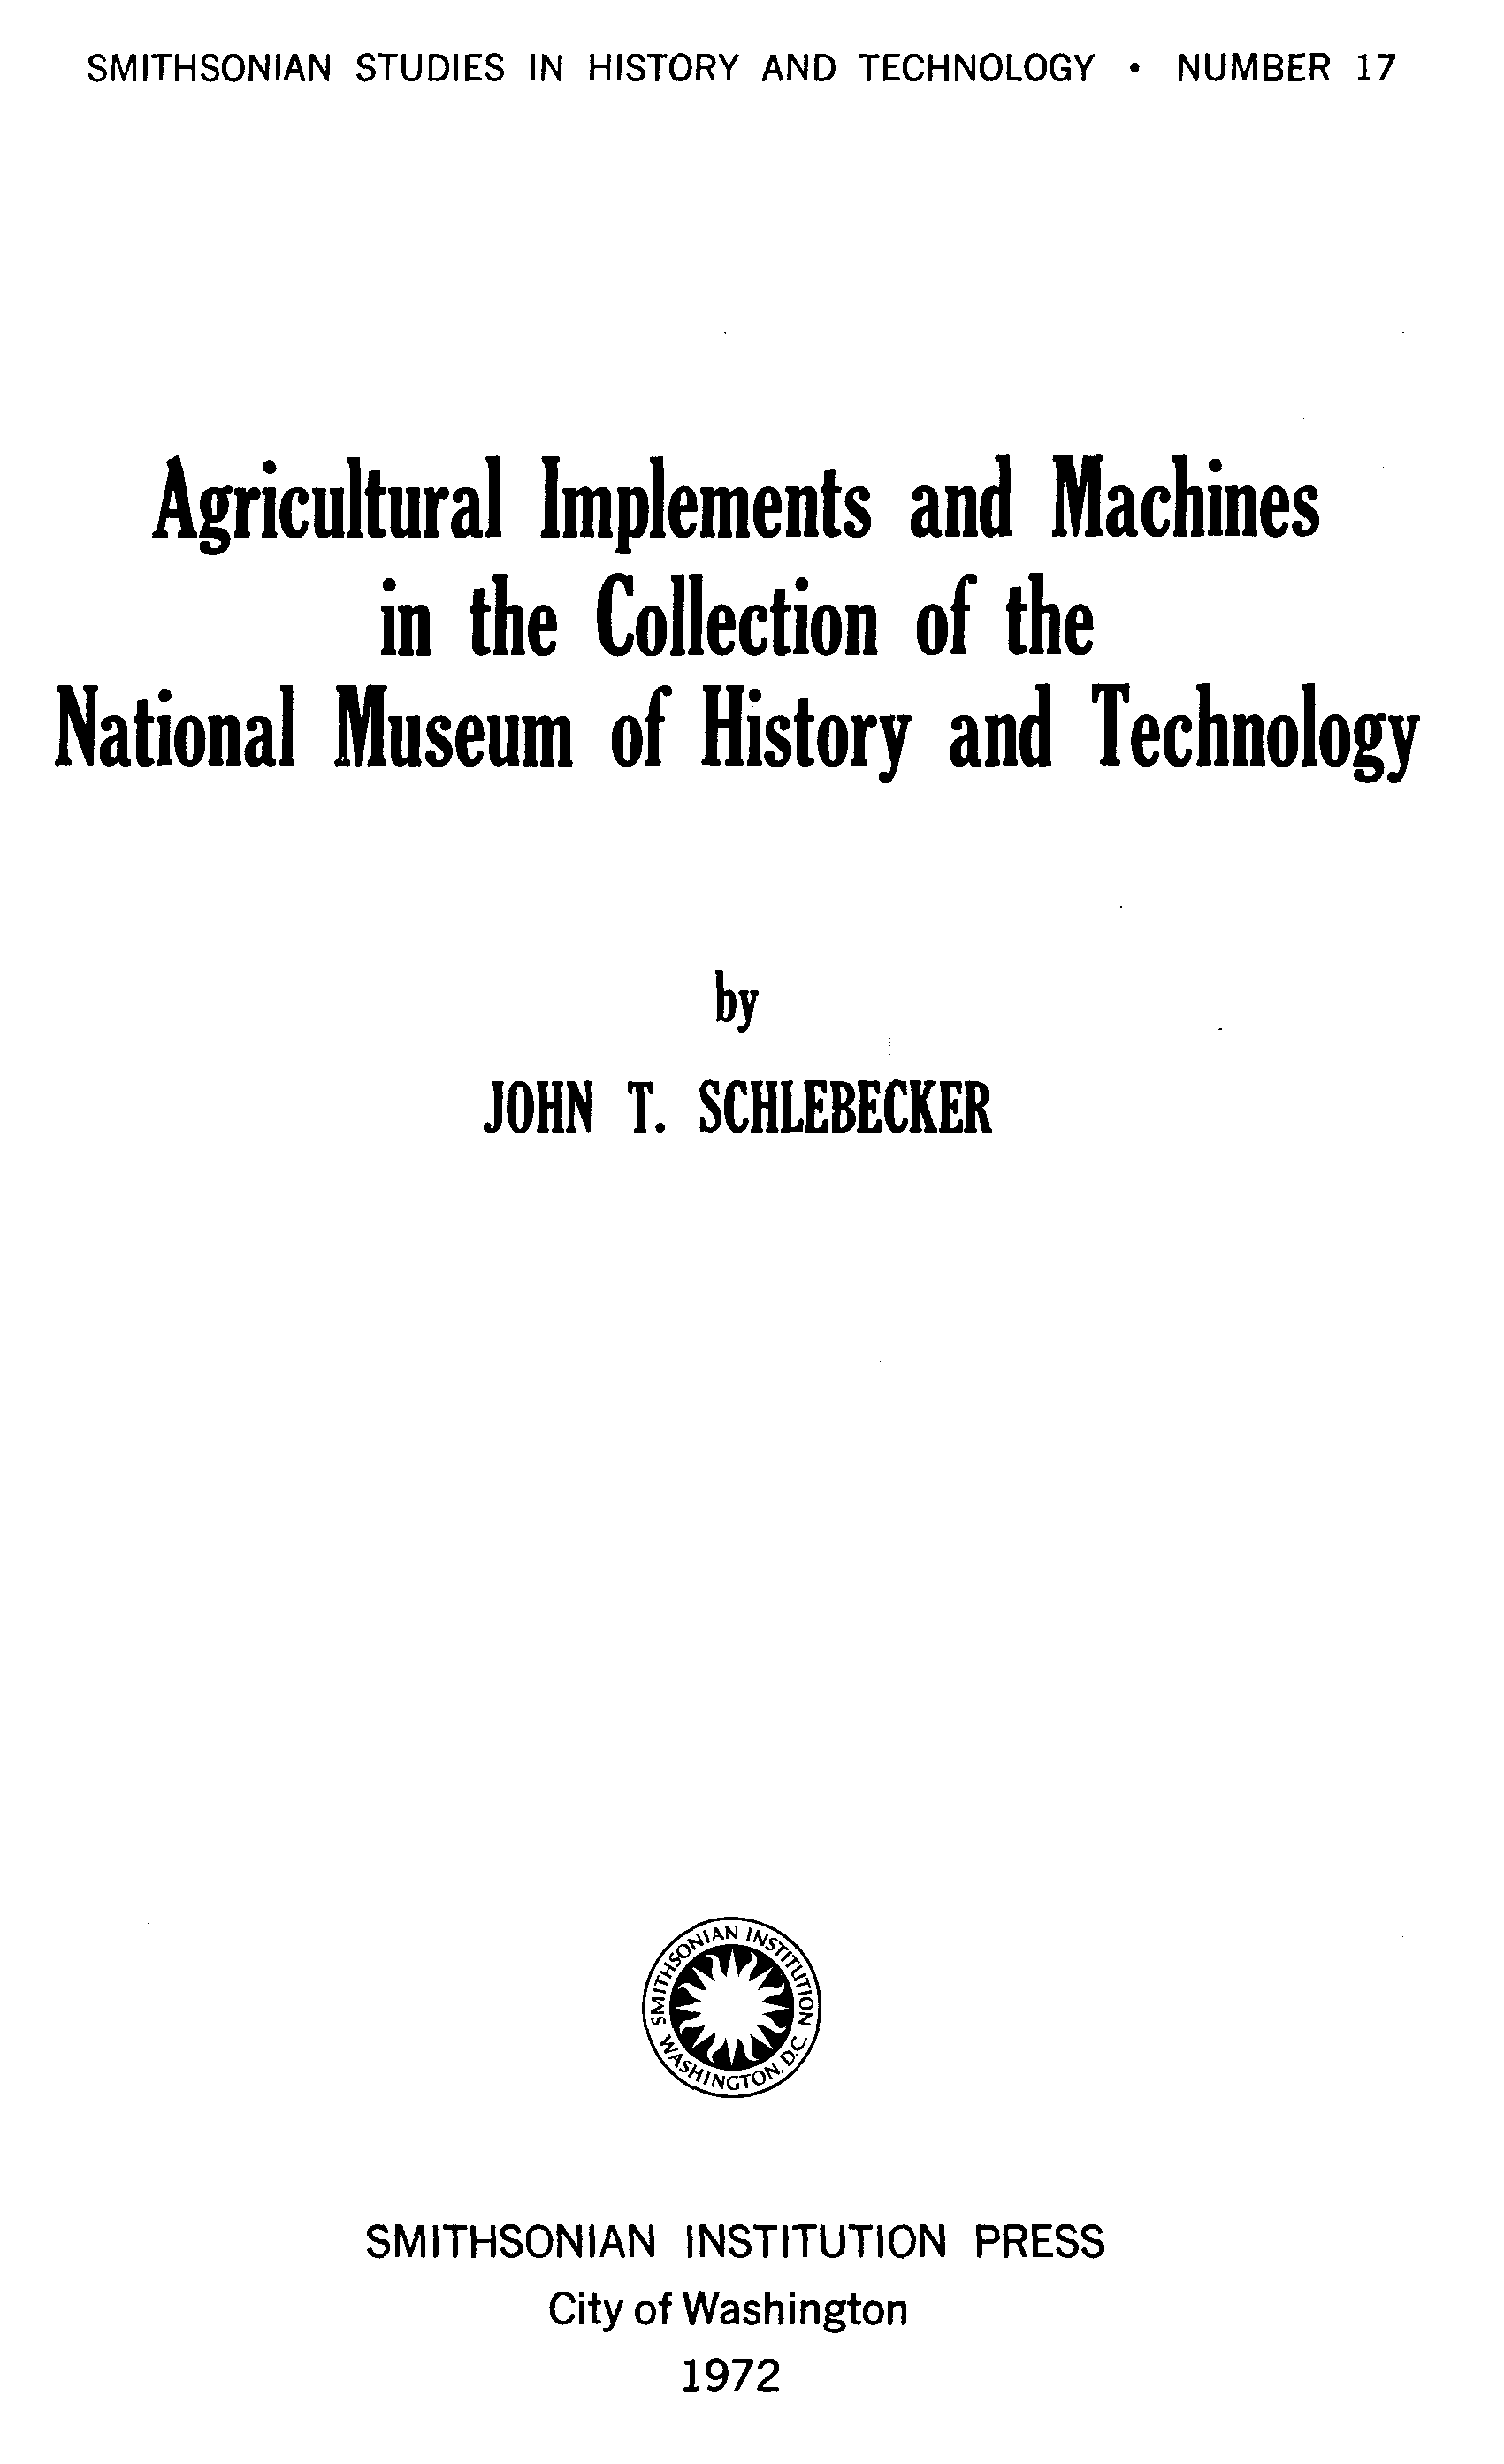 SMITHSONIAN STUDIES IN HISTORY AND TECHNOLOGY • NUMBER 17
Agricultural Implements and Machines
in the Collection of the
National Museum of History and Technology
by
JOHN T. SCHLEBECKER
SMITHSONIAN INSTITUTION
WASHINGTON, D.C.
SMITHSONIAN INSTITUTION PRESS
City of Washington
1972